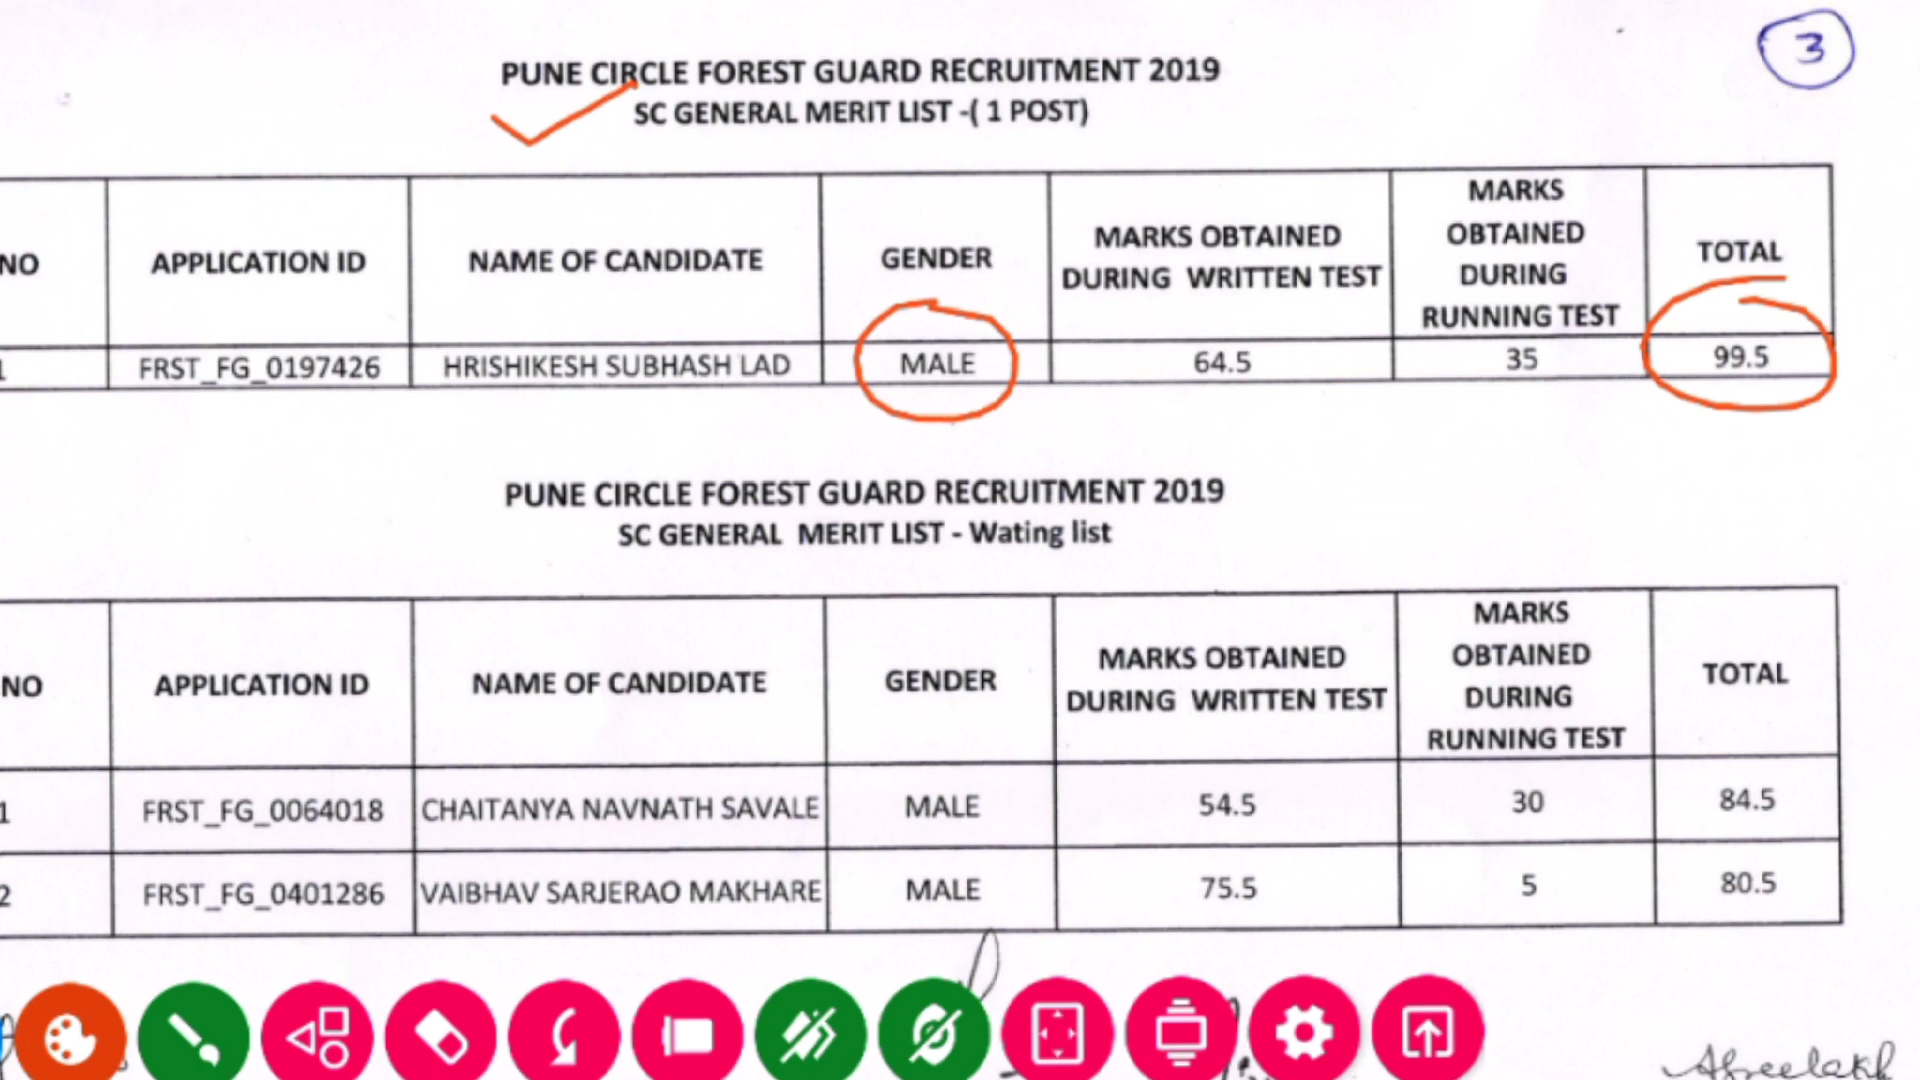 3
PUNE CIRCLE FOREST GUARD RECRUITMENT 2019
SC GENERAL MERIT LIST -( 1 POST)
NO APPLICATION ID NAME OF CANDIDATE GENDER MARKS OBTAINED DURING WRITTEN TEST MARKS OBTAINED DURING RUNNING TEST TOTAL
1 FRST_FG_0197426 HRISHIKESH SUBHASH LAD MALE 64.5 35 99.5
PUNE CIRCLE FOREST GUARD RECRUITMENT 2019
SC GENERAL MERIT LIST - Wating list
NO APPLICATION ID NAME OF CANDIDATE GENDER MARKS OBTAINED DURING WRITTEN TEST MARKS OBTAINED DURING RUNNING TEST TOTAL
1 FRST_FG_0064018 CHAITANYA NAVNATH SAVALE MALE 54.5 30 84.5
2 FRST_FG_0401286 VAIBHAV SARJERAO MAKHARE MALE 75.5 5 80.5